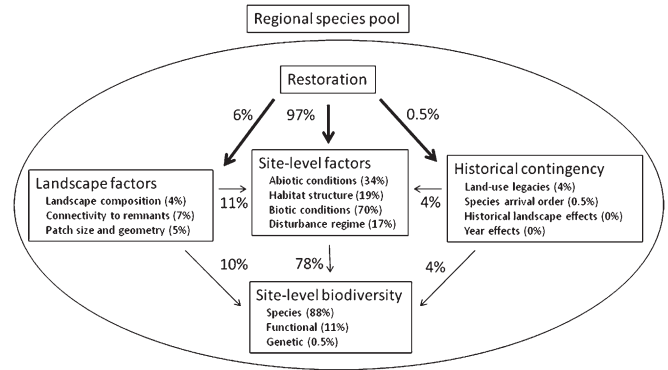 Regional species pool
Restoration
6%
97%
0.5%
Landscape factors
Landscape composition (4%)
Connectivity to remnants (7%)
Patch size and geometry (5%)
11%
Site-level factors
Abiotic conditions (34%)
Habitat structure (19%)
Biotic conditions (70%)
Disturbance regime (17%)
4%
Historical contingency
Land-use legacies (4%)
Species arrival order (0.5%)
Historical landscape effects (0%)
Year effects (0%)
10%
78%
4%
Site-level biodiversity
Species (88%)
Functional (11%)
Genetic (0.5%)